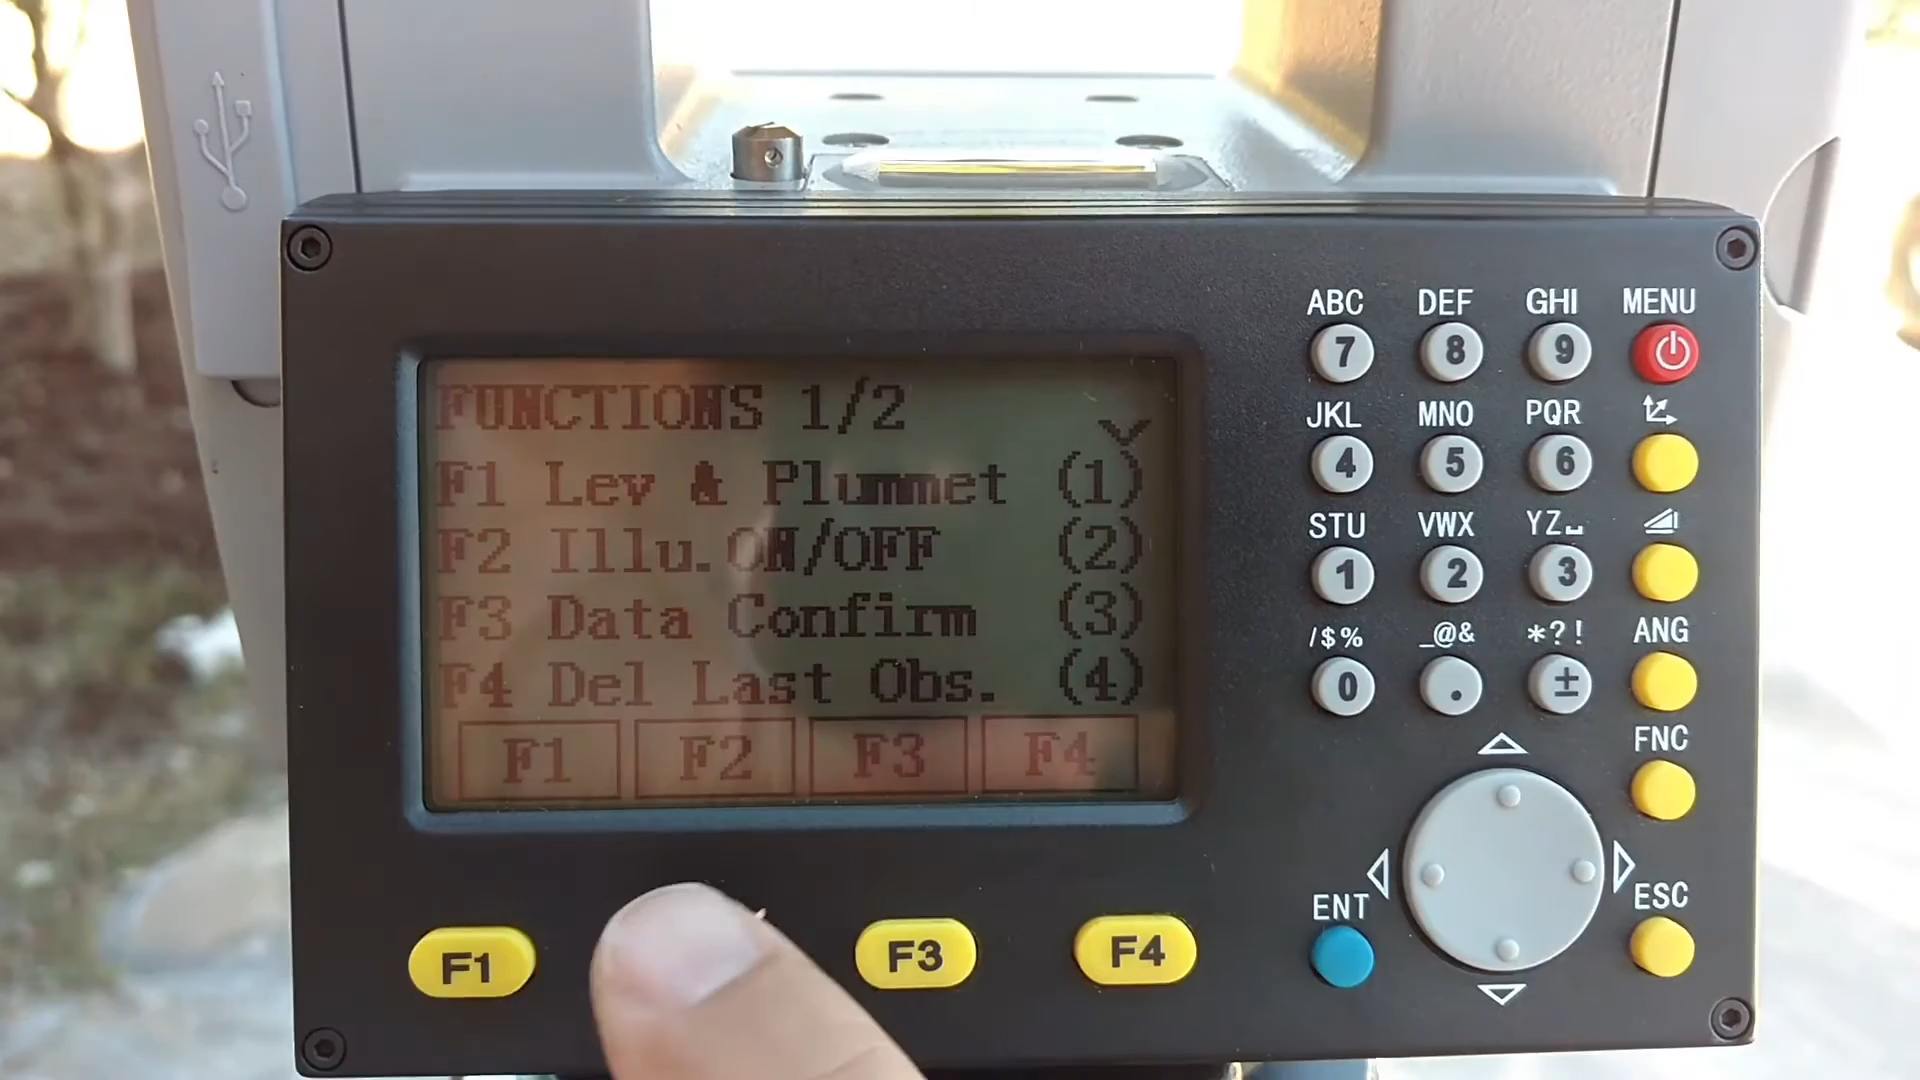 FUNCTIONS 1/2
F1 Lev & Plummet (1)
F2 Illu.ON/OFF (2)
F3 Data Confirm (3)
F4 Del Last Obs. (4)
F1 F2 F3 F4
F1 F3 F4
ABC DEF GHI MENU
7 8 9
JKL MNO PQR
4 5 6
STU VWX YZ␣
1 2 3
/$% _@& *?! ANG
0 . ±
FNC
ENT ESC